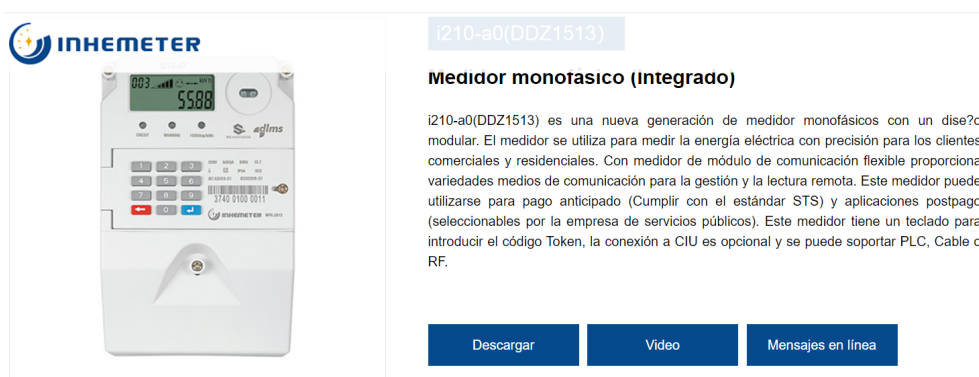 INHEMETER
i210-a0(DDZ1513)
Medidor monofásico (Integrado)
i210-a0(DDZ1513) es una nueva generación de medidor monofásicos con un dise?o
modular. El medidor se utiliza para medir la energía eléctrica con precisión para los clientes
comerciales y residenciales. Con medidor de módulo de comunicación flexible proporciona
variedades medios de comunicación para la gestión y la lectura remota. Este medidor puede
utilizarse para pago anticipado (Cumplir con el estándar STS) y aplicaciones postpago
(seleccionables por la empresa de servicios públicos). Este medidor tiene un teclado para
introducir el código Token, la conexión a CIU es opcional y se puede soportar PLC, Cable o
RF.
Descargar
Video
Mensajes en línea
003
kWh
5588
CREDIT WARNING 1000imp/kWh
dlms
1 2 3
4 5 6
7 8 9
0
3740 0100 0011
INHEMETER